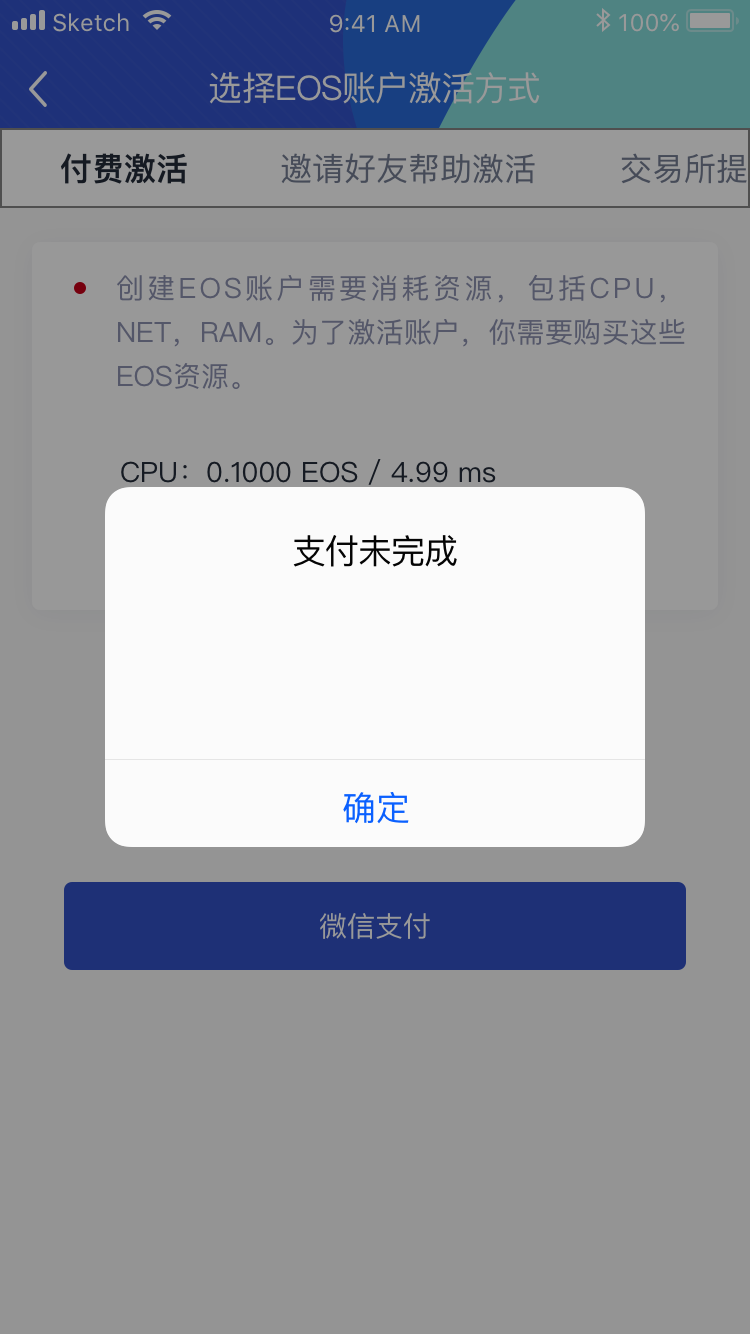 Sketch 9:41 AM 100%
选择EOS账户激活方式
付费激活 邀请好友帮助激活 交易所提
创建EOS账户需要消耗资源，包括CPU，
NET，RAM。为了激活账户，你需要购买这些
EOS资源。
CPU：0.1000 EOS / 4.99 ms
支付未完成
确定
微信支付